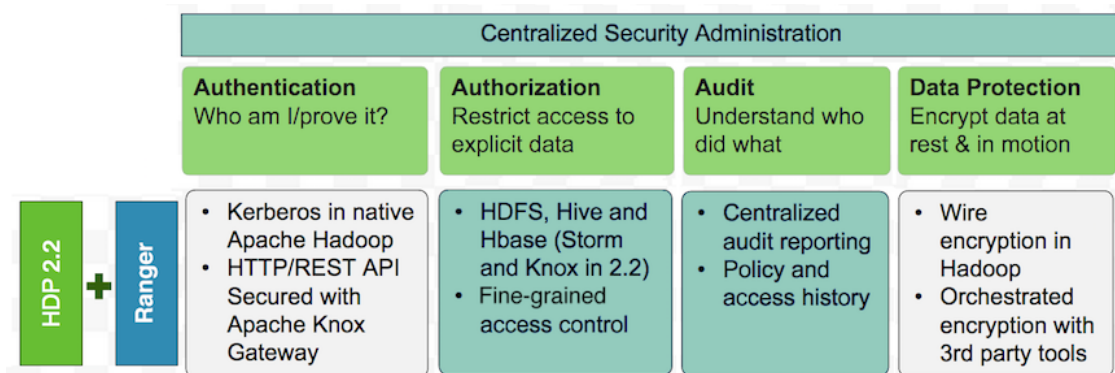 Centralized Security Administration
Authentication
Who am I/prove it?
Authorization
Restrict access to
explicit data
Audit
Understand who
did what
Data Protection
Encrypt data at
rest & in motion
HDP 2.2
+
Ranger
• Kerberos in native
Apache Hadoop
• HTTP/REST API
Secured with
Apache Knox
Gateway
• HDFS, Hive and
Hbase (Storm
and Knox in 2.2)
• Fine-grained
access control
• Centralized
audit reporting
• Policy and
access history
• Wire
encryption in
Hadoop
• Orchestrated
encryption with
3rd party tools